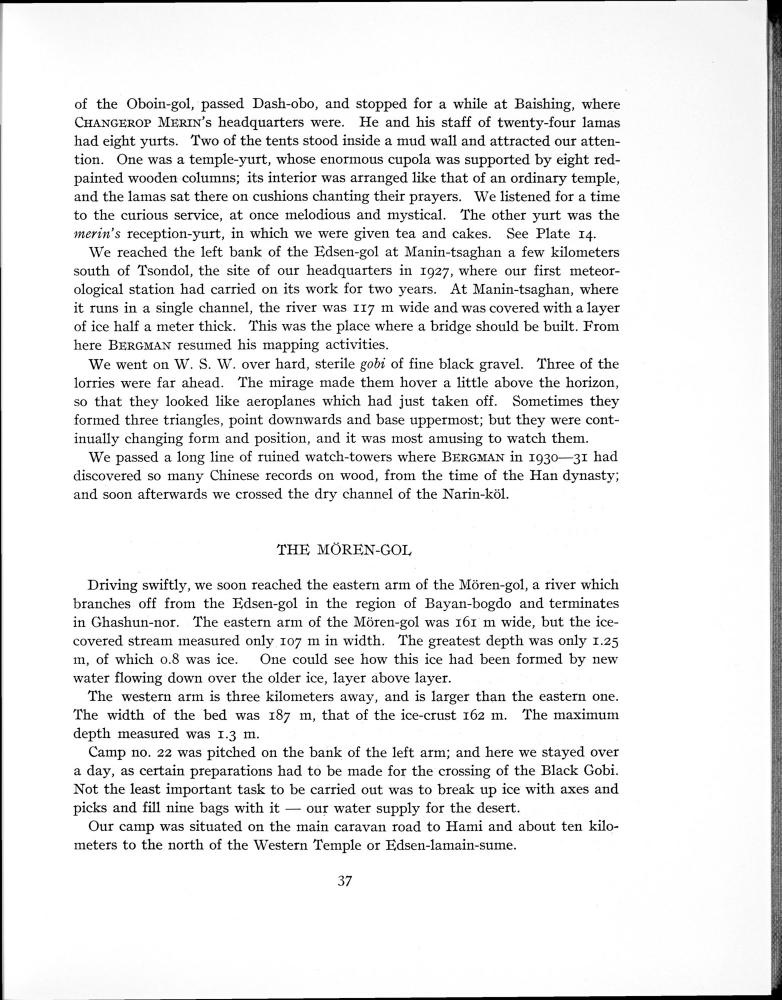 of the Oboin-gol, passed Dash-obo, and stopped for a while at Baishing, where
CHANGEROP MERIN'S headquarters were. He and his staff of twenty-four lamas
had eight yurts. Two of the tents stood inside a mud wall and attracted our atten-
tion. One was a temple-yurt, whose enormous cupola was supported by eight red-
painted wooden columns; its interior was arranged like that of an ordinary temple,
and the lamas sat there on cushions chanting their prayers. We listened for a time
to the curious service, at once melodious and mystical. The other yurt was the
merin's reception-yurt, in which we were given tea and cakes. See Plate 14.
We reached the left bank of the Edsen-gol at Manin-tsaghan a few kilometers
south of Tsondol, the site of our headquarters in 1927, where our first meteor-
ological station had carried on its work for two years. At Manin-tsaghan, where
it runs in a single channel, the river was 117 m wide and was covered with a layer
of ice half a meter thick. This was the place where a bridge should be built. From
here BERGMAN resumed his mapping activities.
We went on W. S. W. over hard, sterile gobi of fine black gravel. Three of the
lorries were far ahead. The mirage made them hover a little above the horizon,
so that they looked like aeroplanes which had just taken off. Sometimes they
formed three triangles, point downwards and base uppermost; but they were cont-
inually changing form and position, and it was most amusing to watch them.
We passed a long line of ruined watch-towers where BERGMAN in 1930—31 had
discovered so many Chinese records on wood, from the time of the Han dynasty;
and soon afterwards we crossed the dry channel of the Narin-köl.
THE MÖREN-GOL
Driving swiftly, we soon reached the eastern arm of the Mören-gol, a river which
branches off from the Edsen-gol in the region of Bayan-bogdo and terminates
in Ghashun-nor. The eastern arm of the Mören-gol was 161 m wide, but the ice-
covered stream measured only 107 m in width. The greatest depth was only 1.25
m, of which 0.8 was ice. One could see how this ice had been formed by new
water flowing down over the older ice, layer above layer.
The western arm is three kilometers away, and is larger than the eastern one.
The width of the bed was 187 m, that of the ice-crust 162 m. The maximum
depth measured was 1.3 m.
Camp no. 22 was pitched on the bank of the left arm; and here we stayed over
a day, as certain preparations had to be made for the crossing of the Black Gobi.
Not the least important task to be carried out was to break up ice with axes and
picks and fill nine bags with it — our water supply for the desert.
Our camp was situated on the main caravan road to Hami and about ten kilo-
meters to the north of the Western Temple or Edsen-lamain-sume.
37